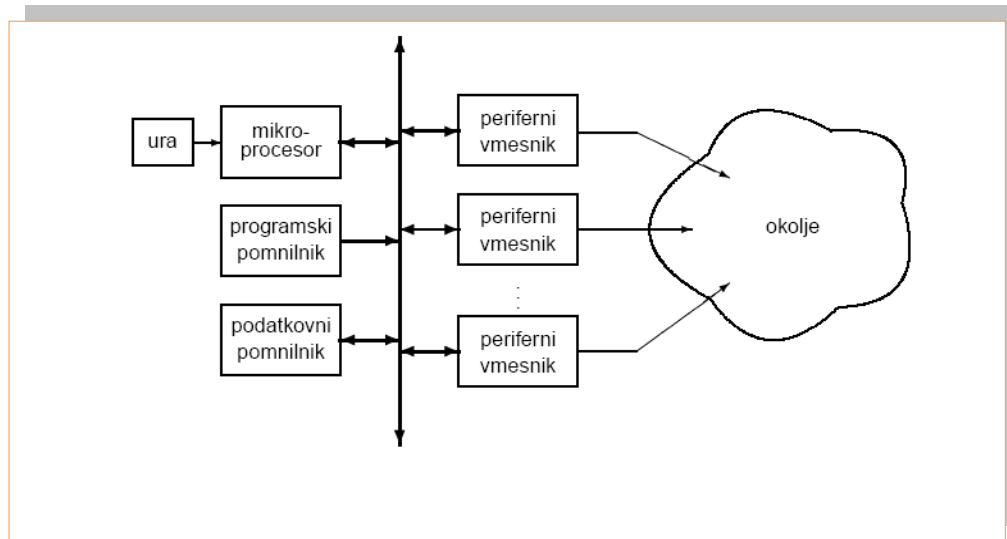 ura
mikro-
procesor
programski
pomnilnik
podatkovni
pomnilnik
periferni
vmesnik
periferni
vmesnik
periferni
vmesnik
okolje